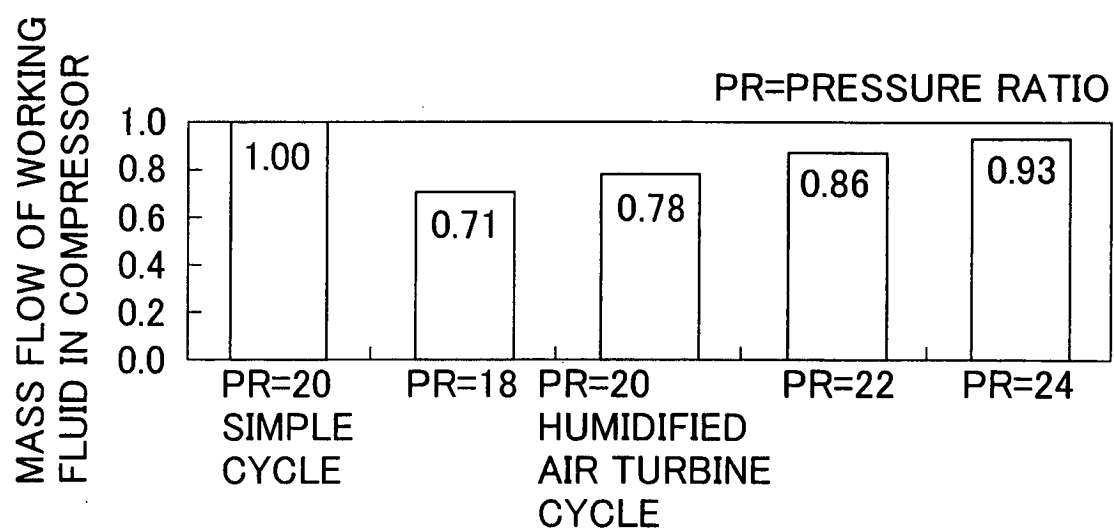 MASS FLOW OF WORKING
FLUID IN COMPRESSOR
PR=PRESSURE RATIO
1.0
0.8
0.6
0.4
0.2
0.0
1.00
0.71
0.78
0.86
0.93
PR=20
SIMPLE
CYCLE
PR=18
PR=20
HUMIDIFIED
AIR TURBINE
CYCLE
PR=22
PR=24